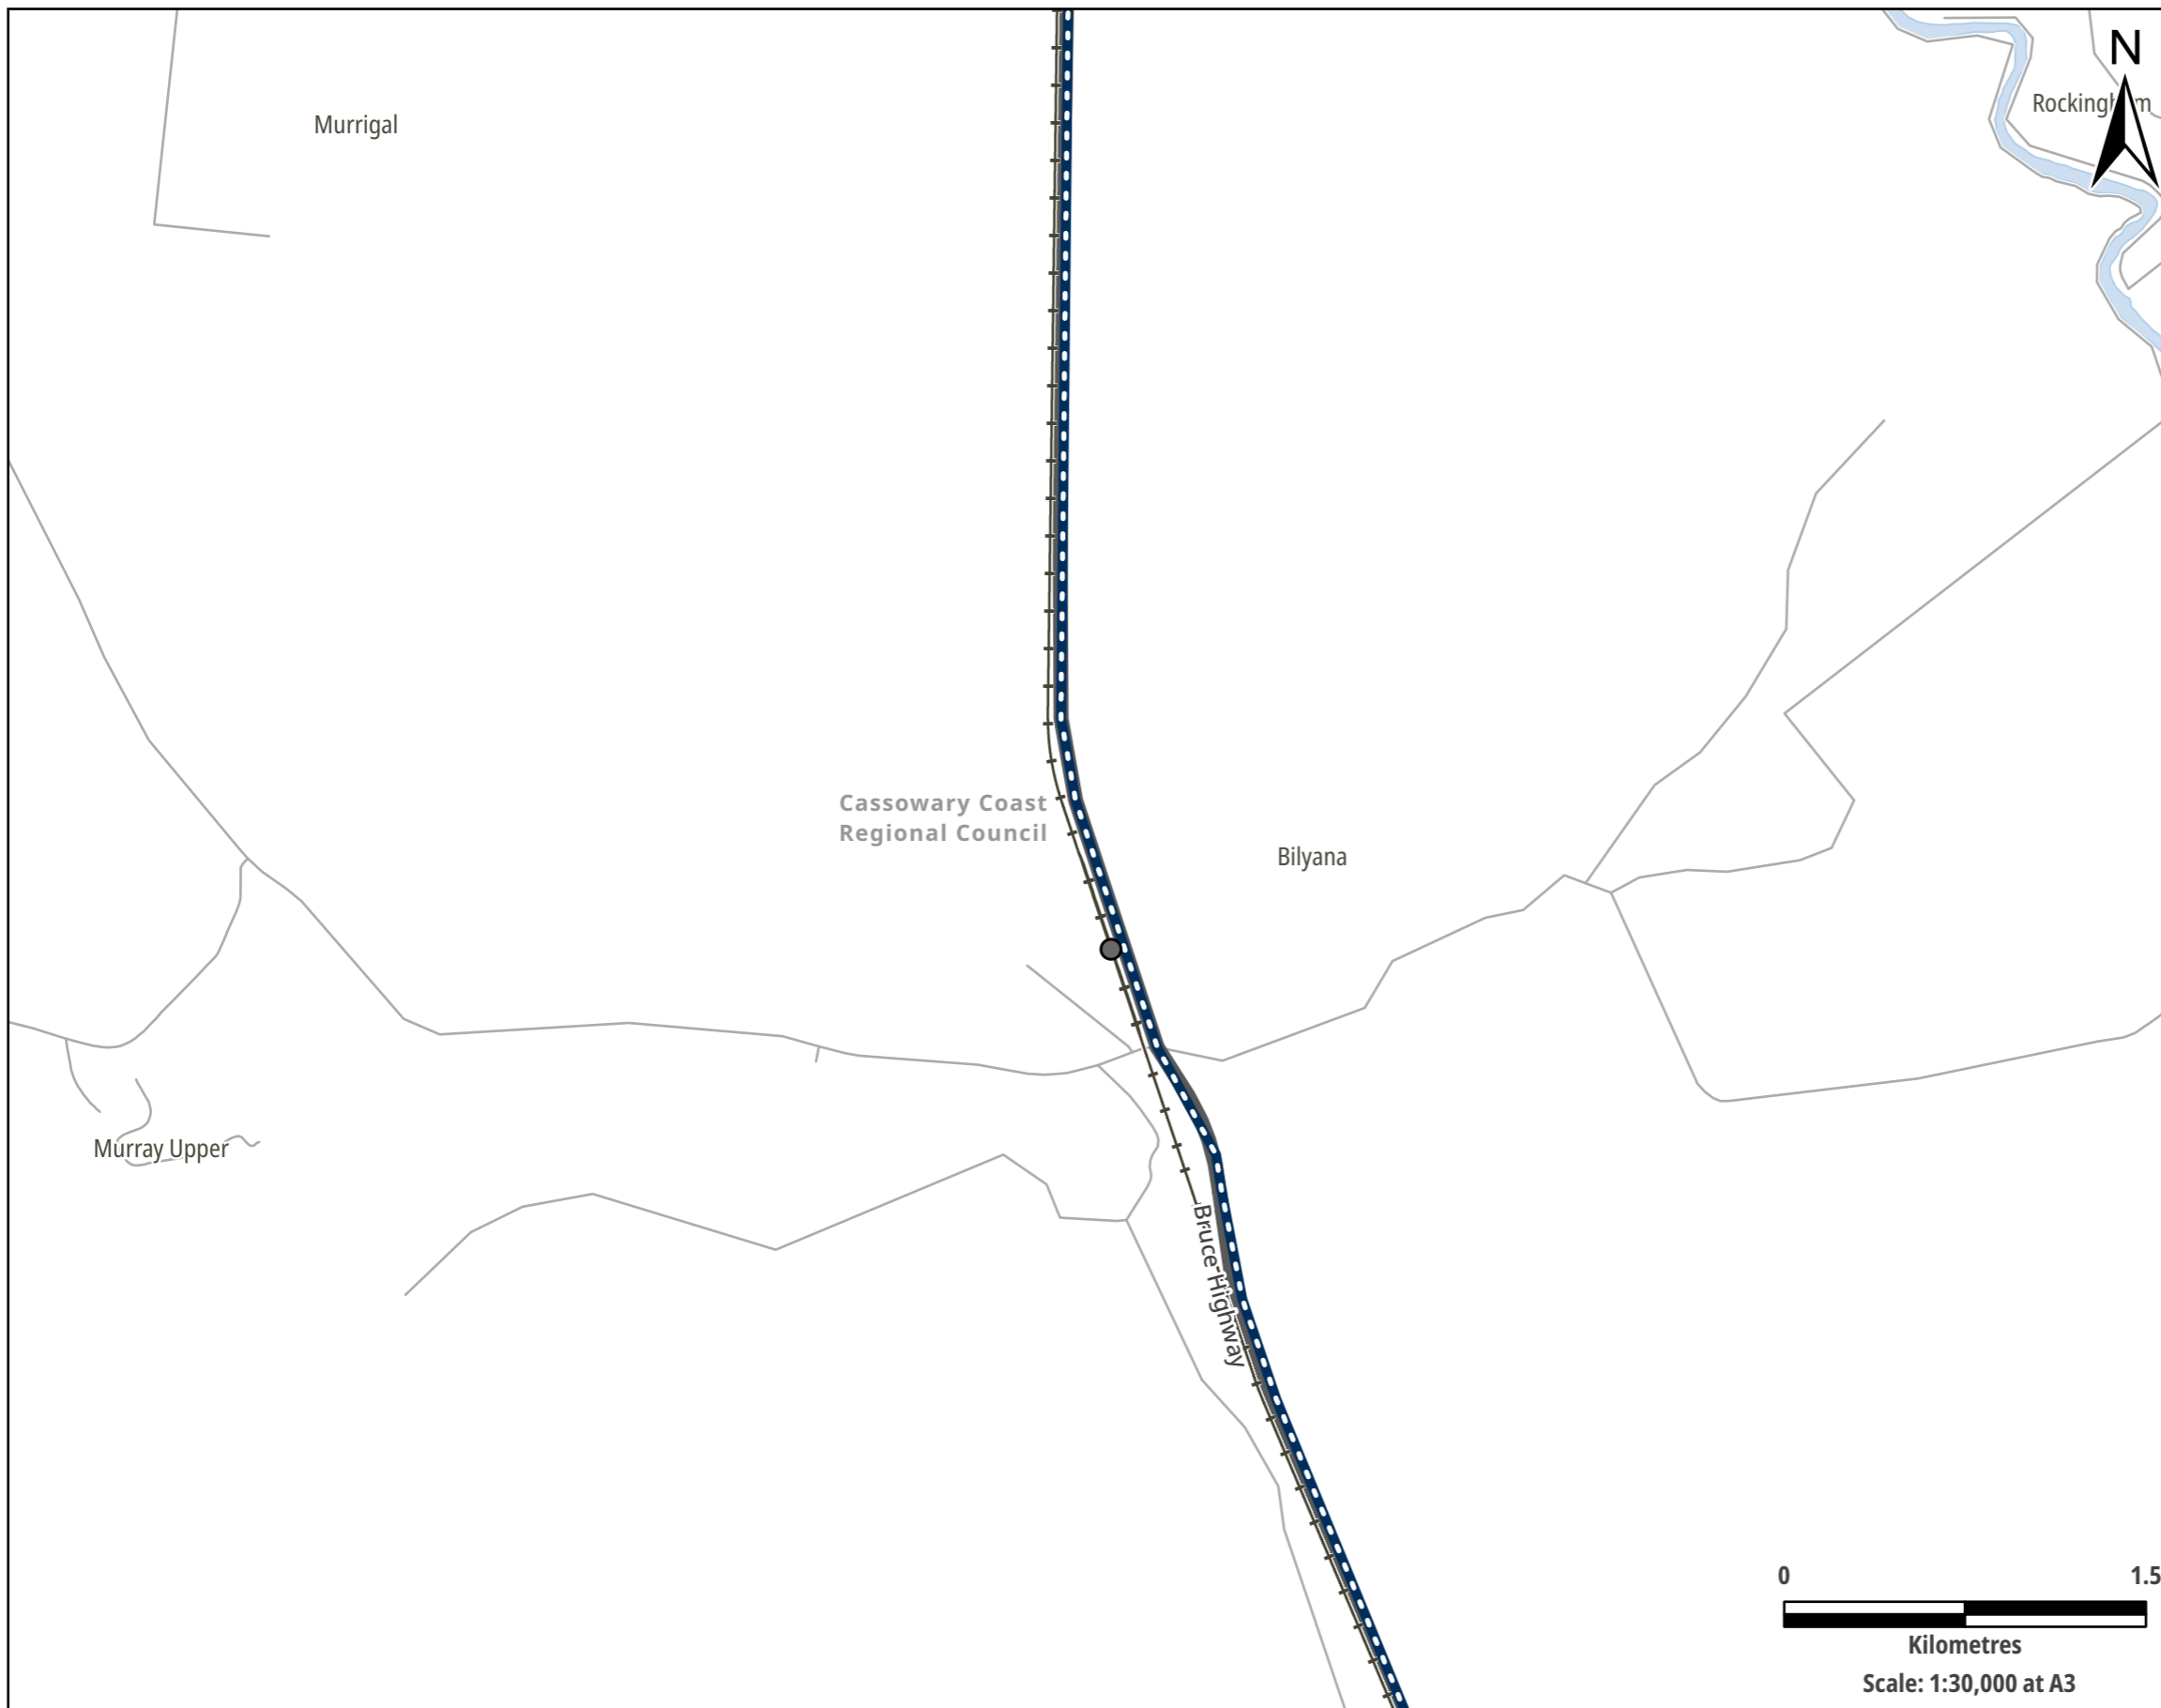 N
Murrigal
Cassowary Coast
Regional Council
Bilyana
Murray Upper
Bruce Highway
0 1.5
Kilometres
Scale: 1:30,000 at A3